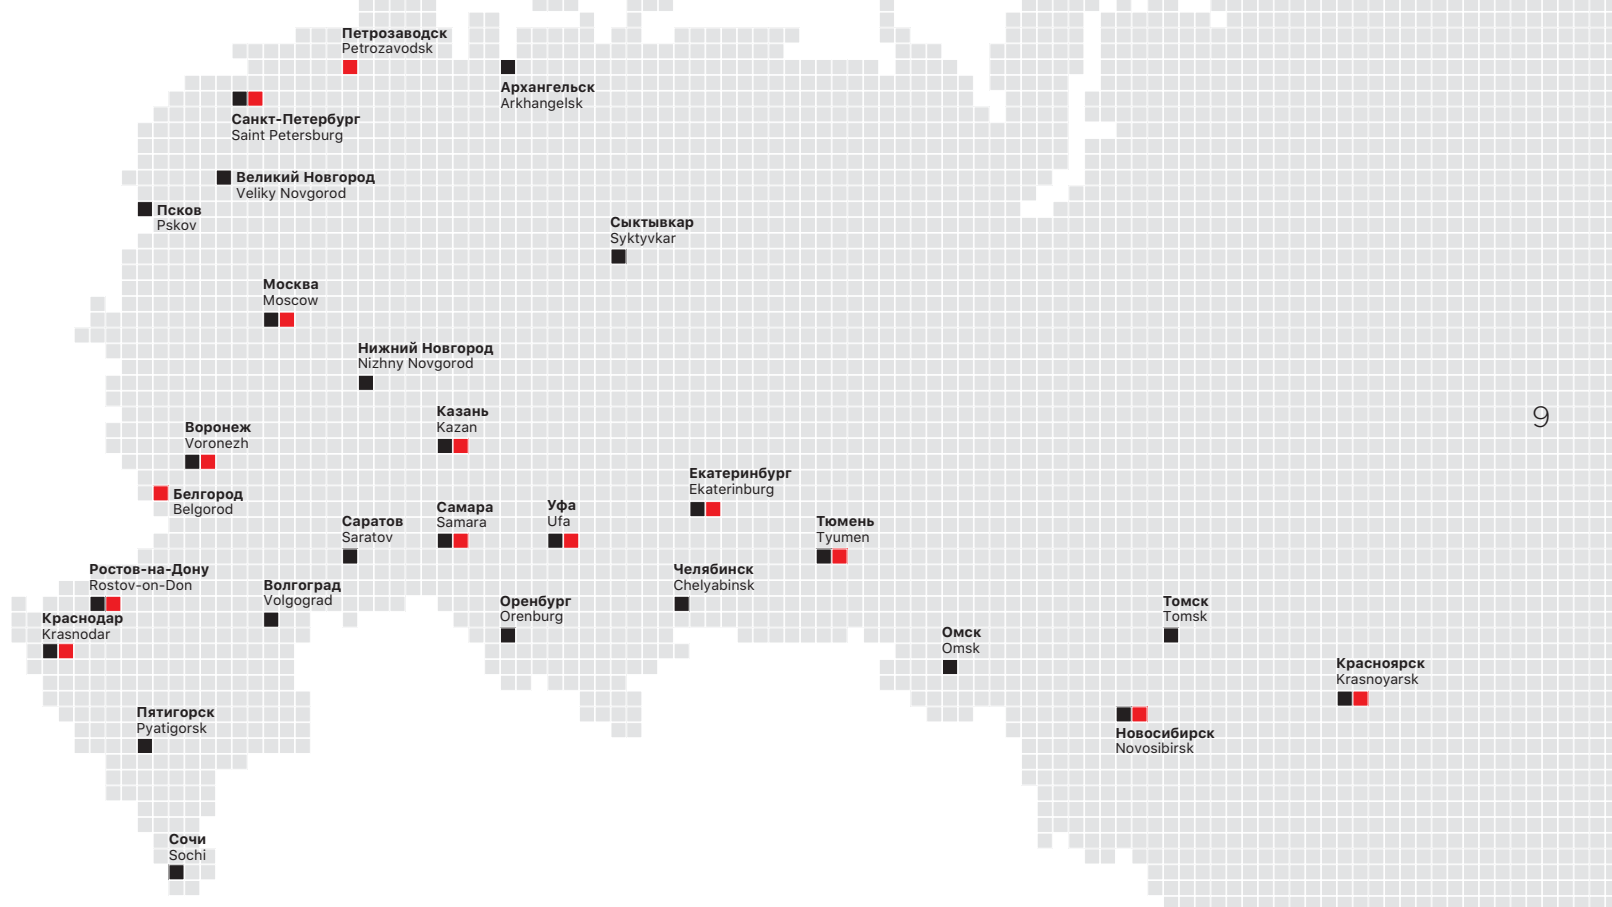 Петрозаводск
Petrozavodsk
Архангельск
Arkhangelsk
Санкт-Петербург
Saint Petersburg
Великий Новгород
Veliky Novgorod
Псков
Pskov
Сыктывкар
Syktyvkar
Москва
Moscow
Нижний Новгород
Nizhny Novgorod
Казань
Kazan
9
Воронеж
Voronezh
Екатеринбург
Ekaterinburg
Белгород
Belgorod
Самара
Samara
Уфа
Ufa
Саратов
Saratov
Тюмень
Tyumen
Ростов-на-Дону
Rostov-on-Don
Челябинск
Chelyabinsk
Волгоград
Volgograd
Оренбург
Orenburg
Томск
Tomsk
Краснодар
Krasnodar
Омск
Omsk
Красноярск
Krasnoyarsk
Пятигорск
Pyatigorsk
Новосибирск
Novosibirsk
Сочи
Sochi